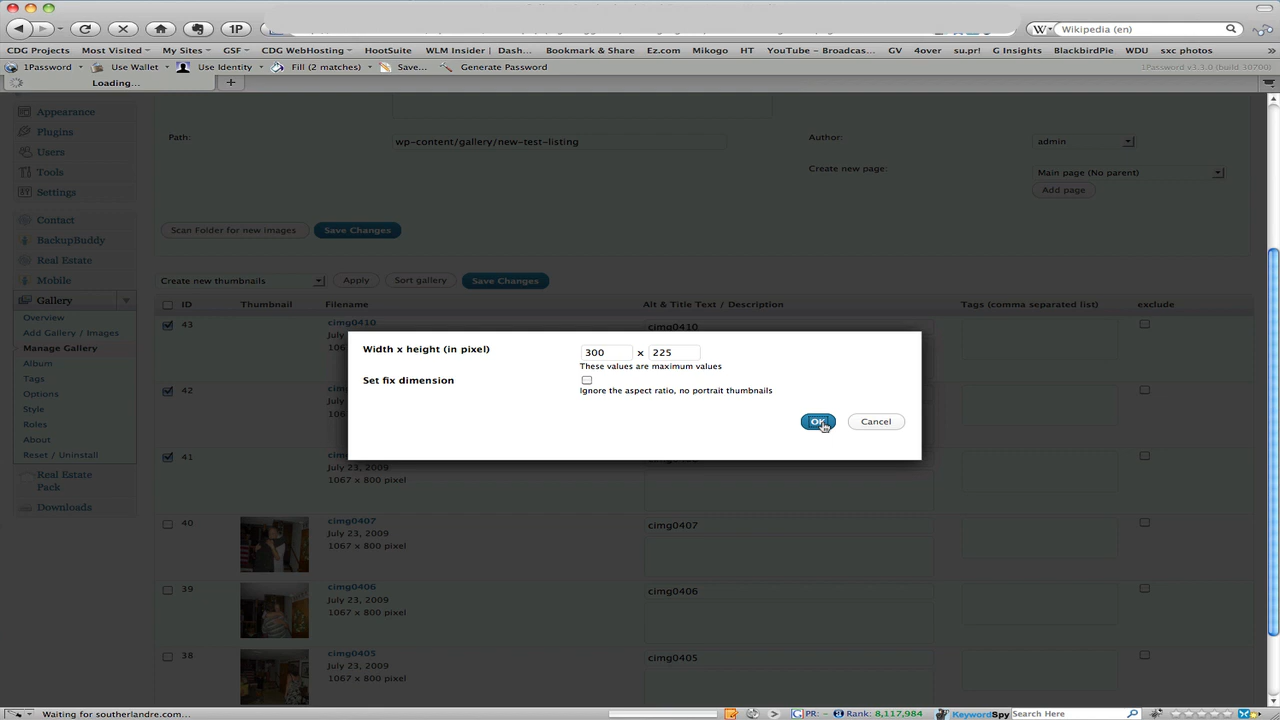 1P
W
Wikipedia (en)
CDG Projects Most Visited My Sites GSF CDG WebHosting HootSuite WLM Insider | Dash... Bookmark & Share Ez.com Mikogo HT YouTube - Broadcas... GV 4over su.pr! G Insights BlackbirdPie WDU sxc photos »
1Password Use Wallet Use Identity Fill (2 matches) Save... Generate Password 1Password v3.3.0 (build 30700)
Loading... +
Appearance
Plugins
Users
Tools
Settings
Contact
BackupBuddy
Real Estate
Mobile
Gallery
Overview
Add Gallery / Images
Manage Gallery
Album
Tags
Options
Style
Roles
About
Reset / Uninstall
Real Estate
Pack
Downloads
Path: wp-content/gallery/new-test-listing Author: admin
Create new page: Main page (No parent)
Add page
Scan Folder for new images Save Changes
Create new thumbnails Apply Sort gallery Save Changes
ID Thumbnail Filename Alt & Title Text / Description Tags (comma separated list) exclude
43 cimg0410 cimg0410
July
1067
Width x height (in pixel) 300 x 225
These values are maximum values
Set fix dimension
Ignore the aspect ratio, no portrait thumbnails
OK Cancel
42
July
1067
41
July 23, 2009
1067 x 800 pixel
40 cimg0407 cimg0407
July 23, 2009
1067 x 800 pixel
39 cimg0406 cimg0406
July 23, 2009
1067 x 800 pixel
38 cimg0405 cimg0405
July 23, 2009
1067 x 800 pixel
Waiting for southerlandre.com... PR: - Rank: 8,117,984 KeywordSpy Search Here